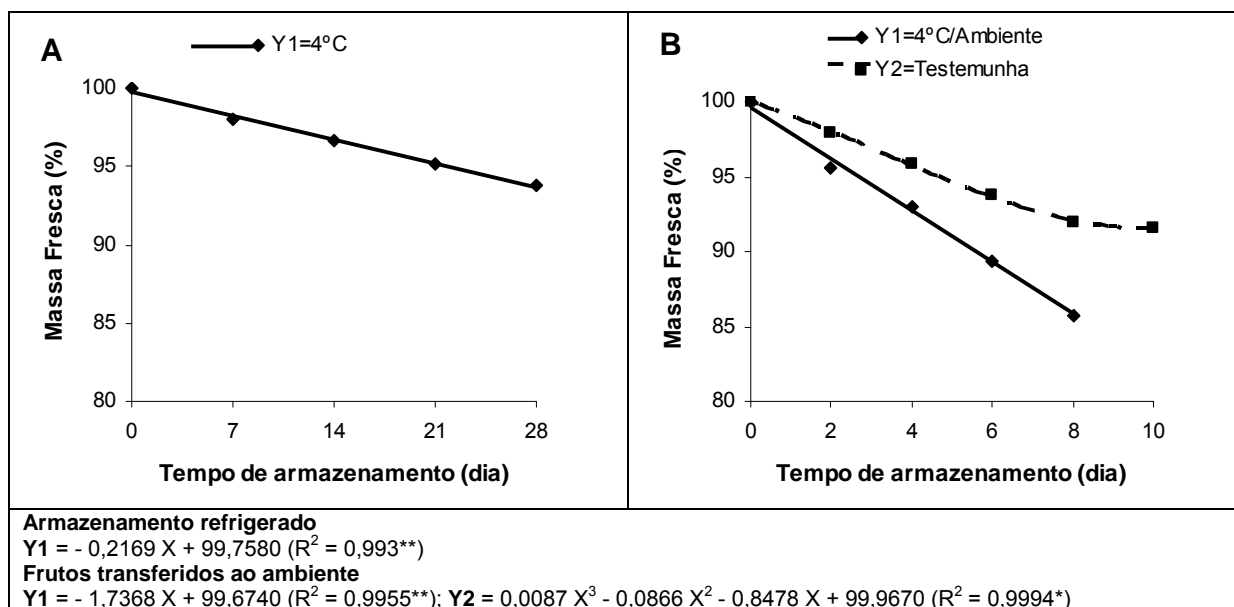 A
Y1=4ºC
Massa Fresca (%)
100
95
90
85
80
0 7 14 21 28
Tempo de armazenamento (dia)
B
Y1=4ºC/Ambiente
Y2=Testemunha
Massa Fresca (%)
100
95
90
85
80
0 2 4 6 8 10
Tempo de armazenamento (dia)
Armazenamento refrigerado
Y1 = - 0,2169 X + 99,7580 (R² = 0,993**)
Frutos transferidos ao ambiente
Y1 = - 1,7368 X + 99,6740 (R² = 0,9955**); Y2 = 0,0087 X³ - 0,0866 X² - 0,8478 X + 99,9670 (R² = 0,9994*)